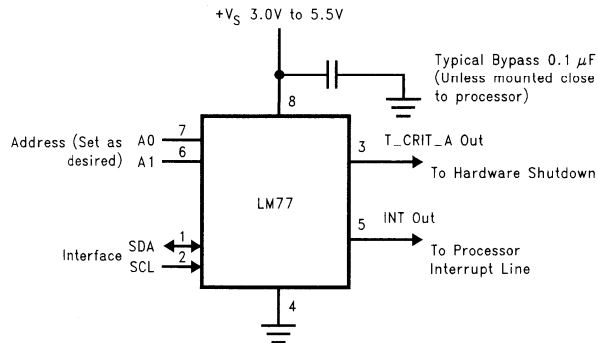 +VS 3.0V to 5.5V
Typical Bypass 0.1 μF
(Unless mounted close
to processor)
8
Address (Set as
desired)
A0 7
A1 6
3 T_CRIT_A Out
To Hardware Shutdown
LM77
5 INT Out
To Processor
Interrupt Line
Interface
SDA 1
SCL 2
4